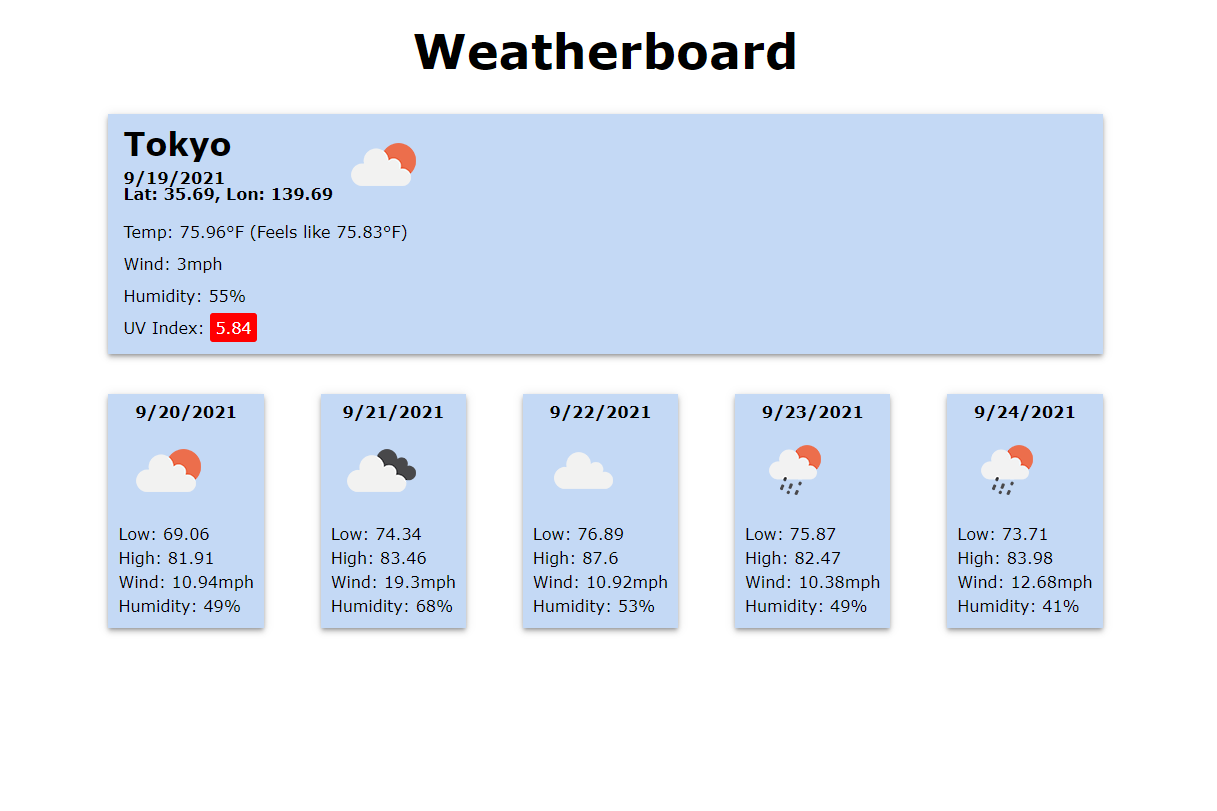 Weatherboard
Tokyo
9/19/2021
Lat: 35.69, Lon: 139.69
Temp: 75.96°F (Feels like 75.83°F)
Wind: 3mph
Humidity: 55%
UV Index: 5.84
9/20/2021
Low: 69.06
High: 81.91
Wind: 10.94mph
Humidity: 49%
9/21/2021
Low: 74.34
High: 83.46
Wind: 19.3mph
Humidity: 68%
9/22/2021
Low: 76.89
High: 87.6
Wind: 10.92mph
Humidity: 53%
9/23/2021
Low: 75.87
High: 82.47
Wind: 10.38mph
Humidity: 49%
9/24/2021
Low: 73.71
High: 83.98
Wind: 12.68mph
Humidity: 41%